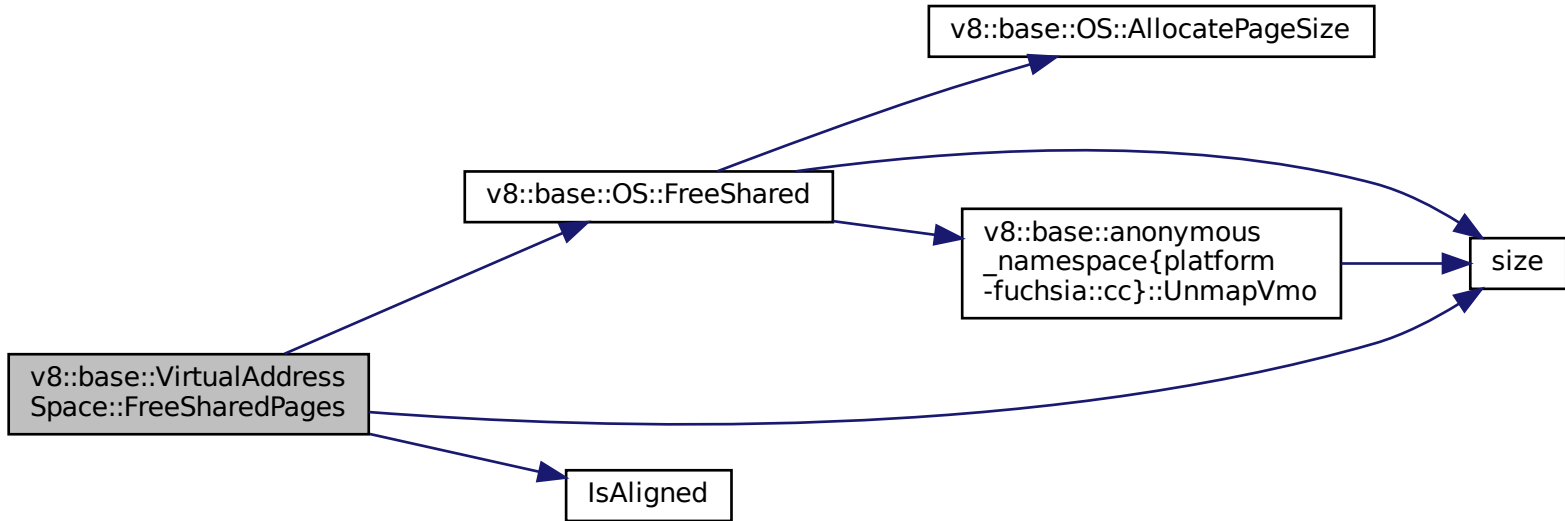 v8::base::OS::AllocatePageSize
v8::base::OS::FreeShared
v8::base::anonymous
_namespace{platform
-fuchsia::cc}::UnmapVmo
size
v8::base::VirtualAddress
Space::FreeSharedPages
IsAligned